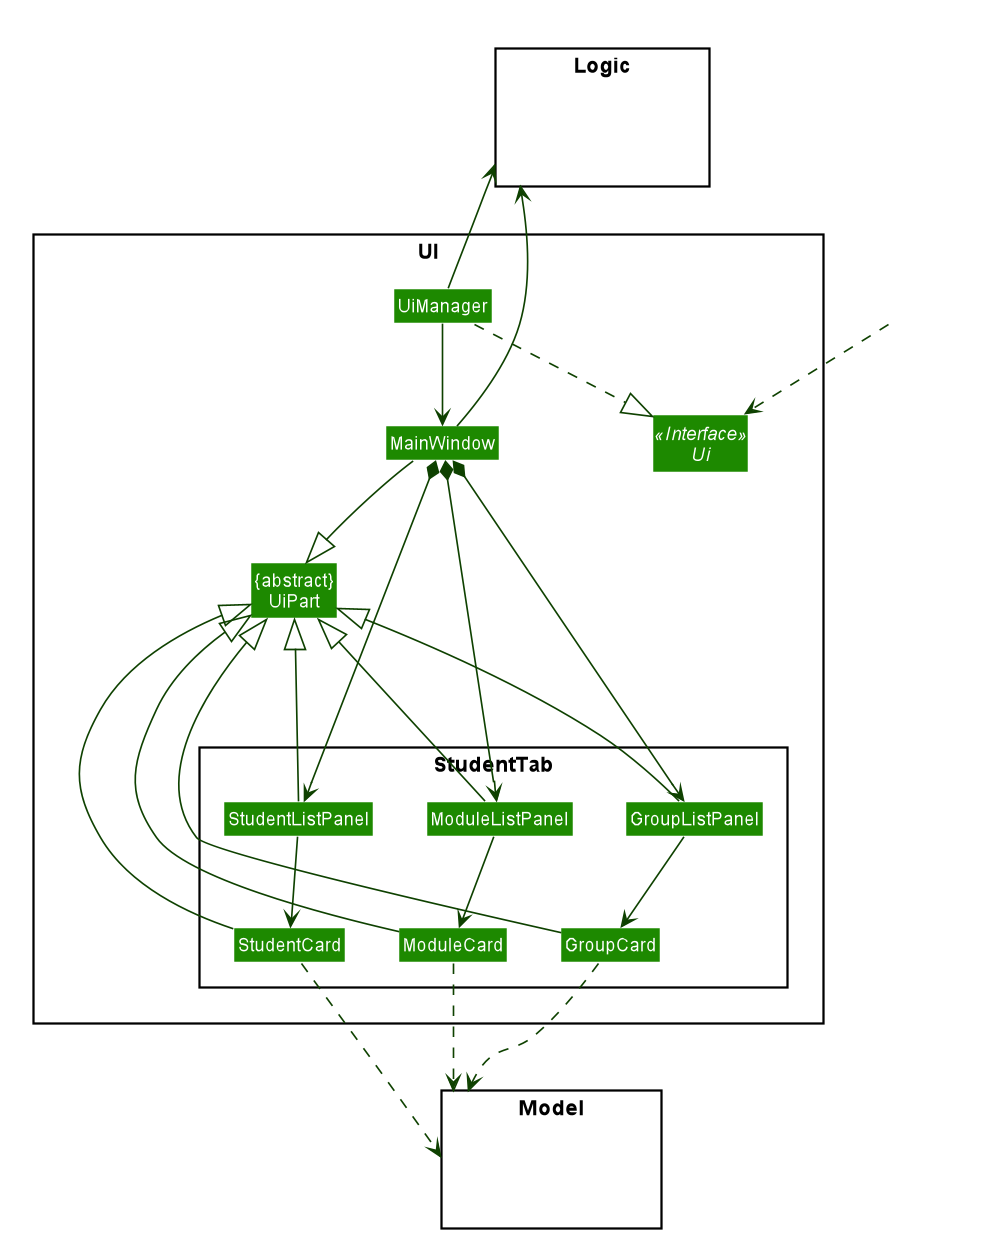 Logic
UI
UiManager
«Interface»
Ui
MainWindow
{abstract}
UiPart
StudentTab
StudentListPanel
ModuleListPanel
GroupListPanel
StudentCard
ModuleCard
GroupCard
Model